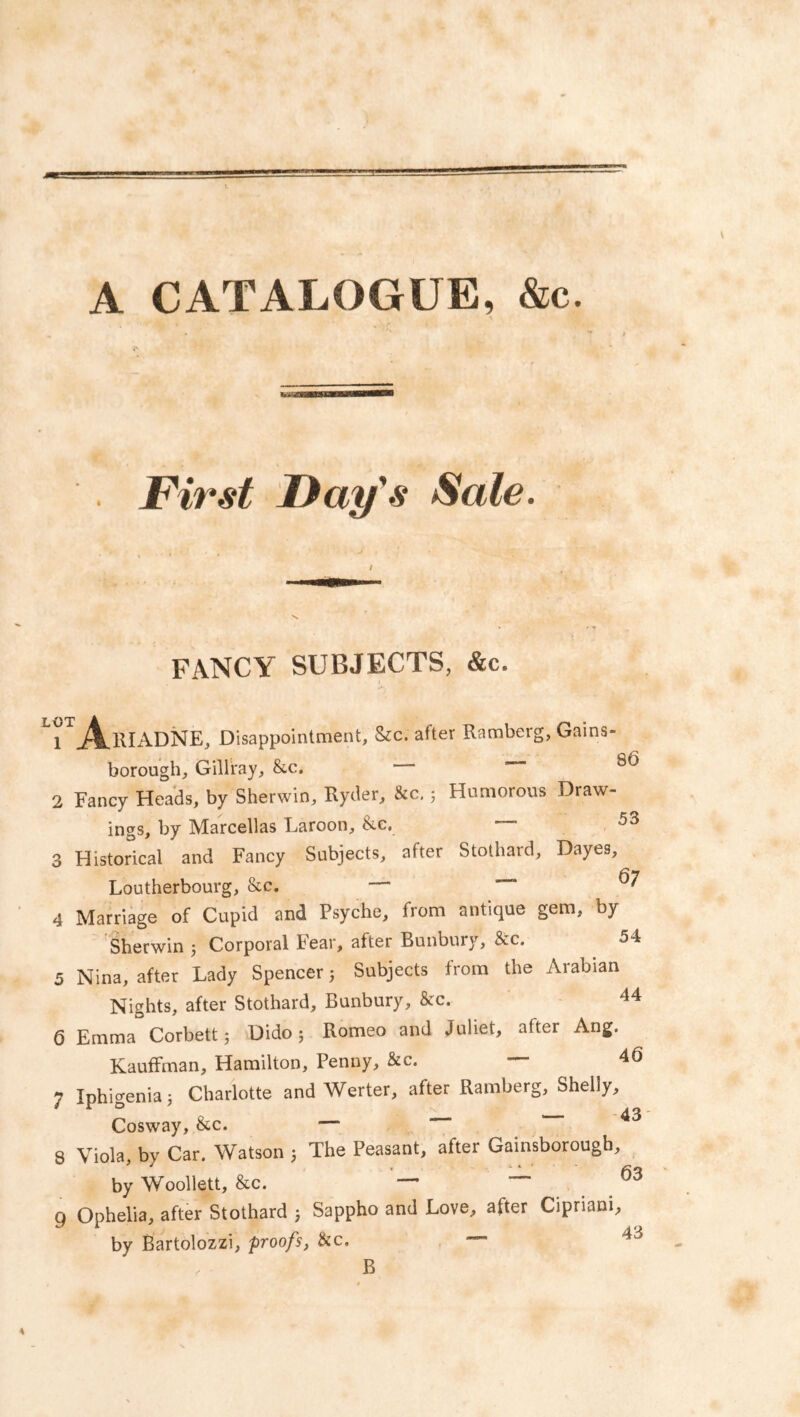 A CATALOGUE, &c.
First Day's Sale.
FANCY SUBJECTS, &c.
LOT
1 ARIADNE, Disappointment, &c. after Ramberg, Gains-
borough, Gillray, &c. — — 86
2 Fancy Heads, by Sherwin, Ryder, &c. ; Humorous Draw-
ings, by Marcellas Laroon, &c. — 53
3 Historical and Fancy Subjects, after Stothard, Dayes,
Loutherbourg, &c. — — 67
4 Marriage of Cupid and Psyche, from antique gem, by
Sherwin ; Corporal Fear, after Bunbury, &c. 54
5 Nina, after Lady Spencer ; Subjects from the Arabian
Nights, after Stothard, Bunbury, &c. 44
6 Emma Corbett ; Dido ; Romeo and Juliet, after Ang.
Kauffman, Hamilton, Penny, &c. — 46
7 Iphigenia ; Charlotte and Werter, after Ramberg, Shelly,
Cosway, &c. — — — 43
8 Viola, by Car. Watson ; The Peasant, after Gainsborough,
by Woollett, &c. — — 63
9 Ophelia, after Stothard ; Sappho and Love, after Cipriani,
by Bartolozzi, proofs, &c. — 43
B